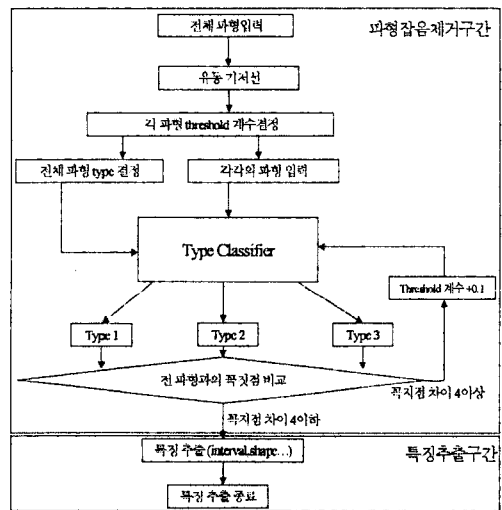 전체 파형입력
파형잡음제거구간
유동 기저선
각 파형 threshold 계수결정
전체 파형 type 결정
각각의 파형 입력
Type Classifier
Threshold 계수 +0.1
Type 1
Type 2
Type 3
전 파형과의 꼭짓점 비교
꼭지점 차이 4이상
꼭지점 차이 4이하
특징 추출 (interval,shape…)
특징추출구간
특징 추출 종료